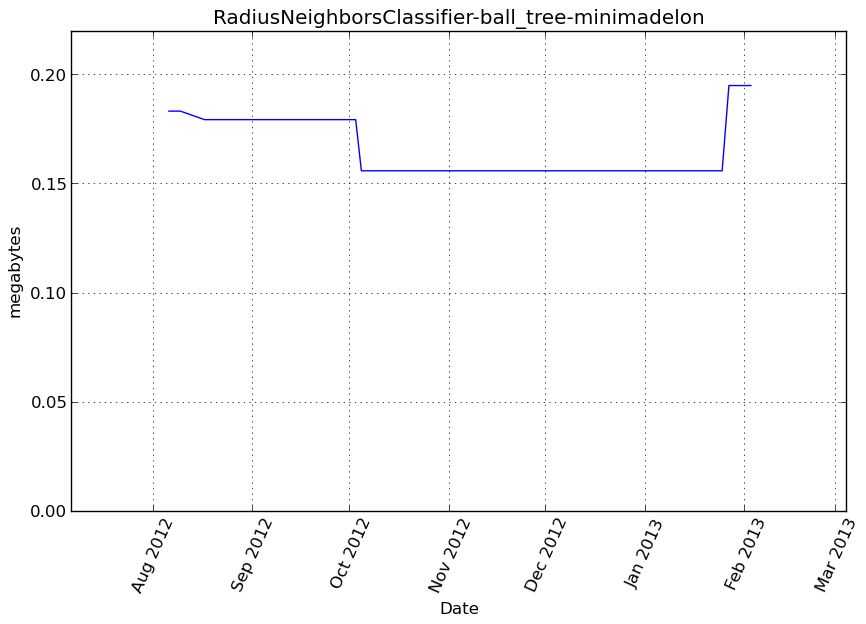 RadiusNeighborsClassifier-ball_tree-minimadelon
0.20
0.15
0.10
0.05
0.00
megabytes
Aug 2012
Sep 2012
Oct 2012
Nov 2012
Dec 2012
Jan 2013
Feb 2013
Mar 2013
Date